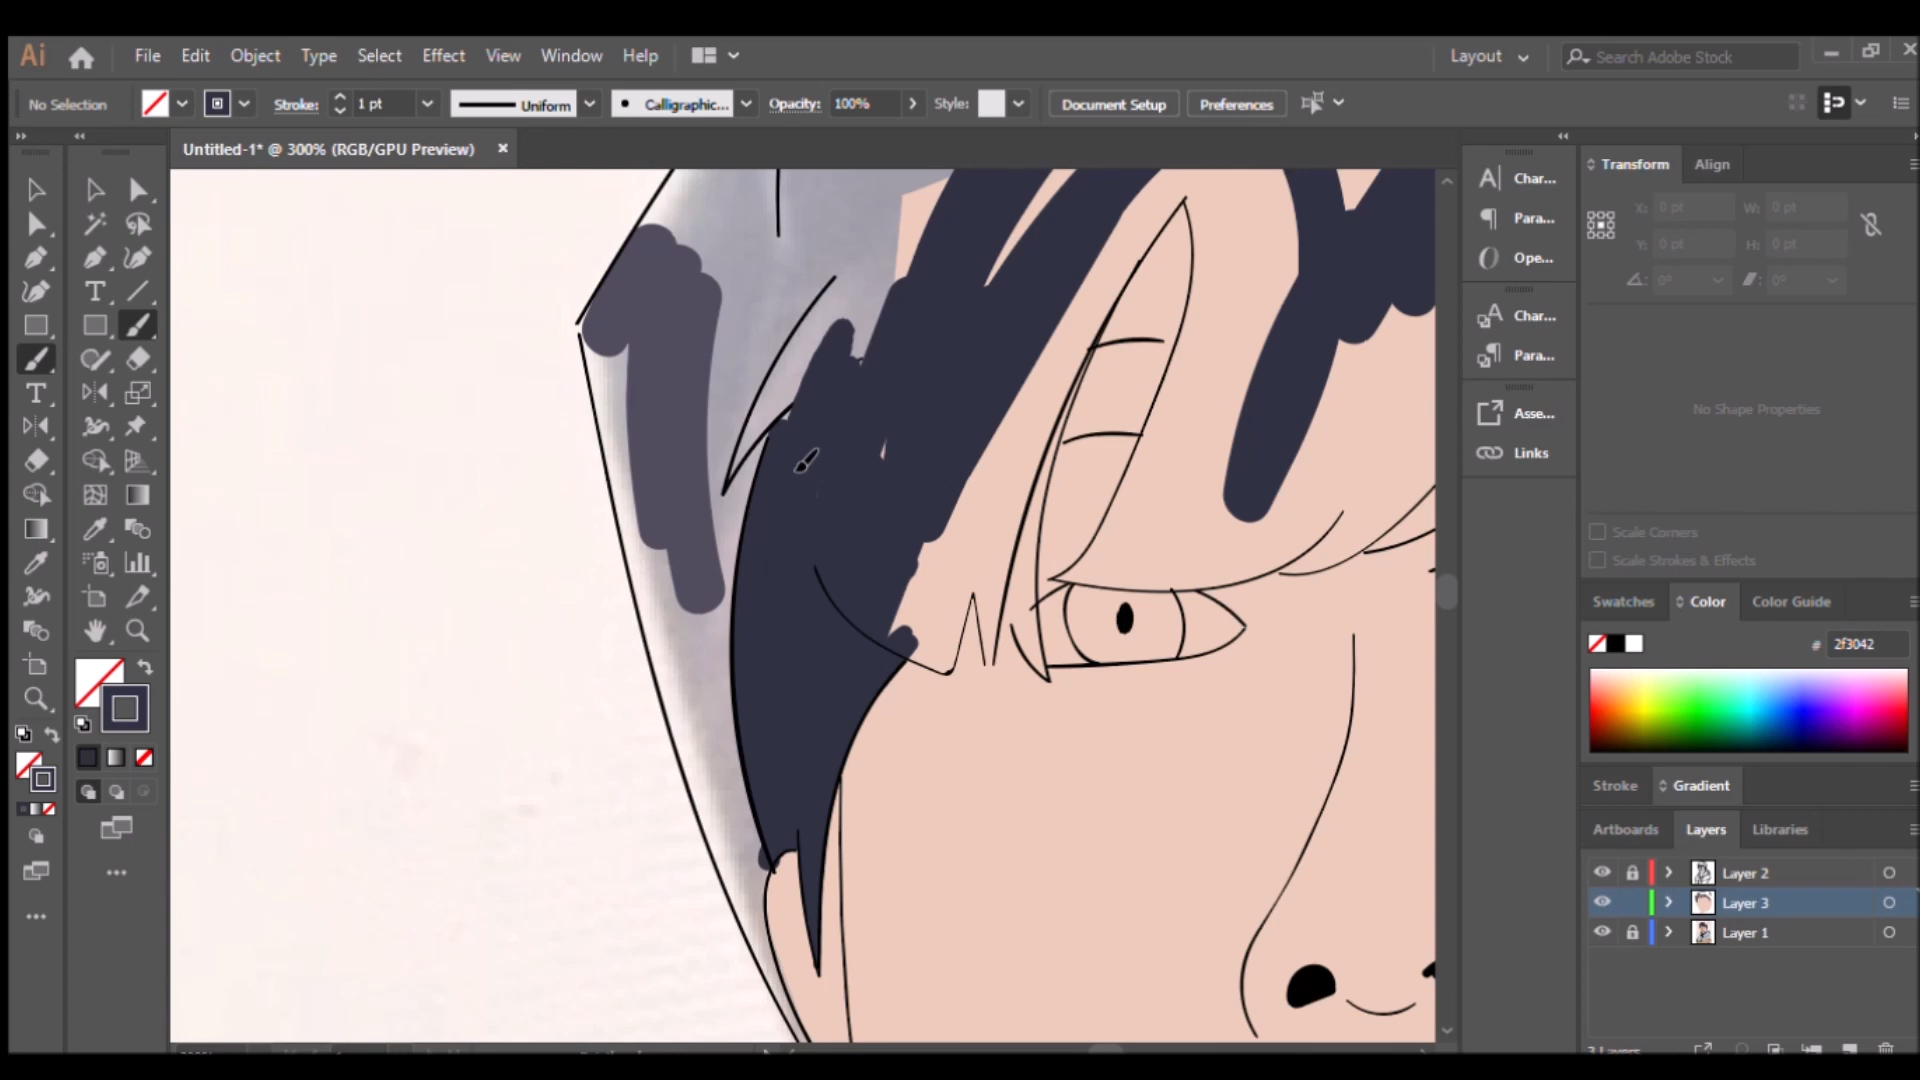 Ai File Edit Object Type Select Effect View Window Help Layout Search Adobe Stock
No Selection Stroke: 1 pt Uniform Calligraphic... Opacity: 100% Style: Document Setup Preferences
Untitled-1* @ 300% (RGB/GPU Preview)
Char...
Para...
Ope...
Char...
Para...
Asse...
Links
Transform Align
X: 0 pt W: 0 pt
Y: 0 pt H: 0 pt
0° 0°
No Shape Properties
Scale Corners
Scale Strokes & Effects
Swatches Color Color Guide
# 2f3042
Stroke Gradient
Artboards Layers Libraries
Layer 2
Layer 3
Layer 1
3 Layers